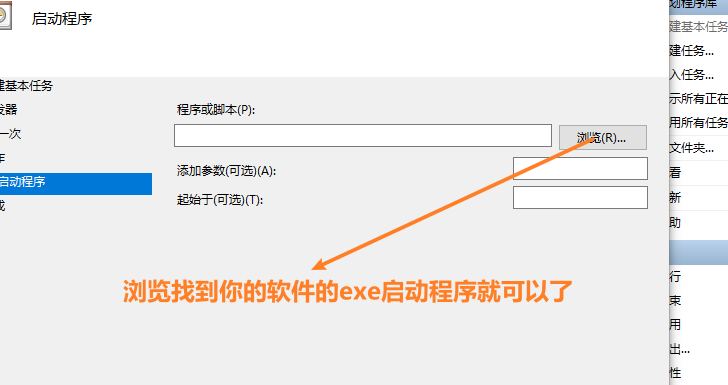 启动程序
建基本任务
发器
一次
作
启动程序
成
程序或脚本(P):
浏览(R)...
添加参数(可选)(A):
起始于(可选)(T):
浏览找到你的软件的exe启动程序就可以了
划程序库
建基本任务
建任务...
入任务...
示所有正在
用所有任务
文件夹...
看
新
助
行
束
用
出...
性